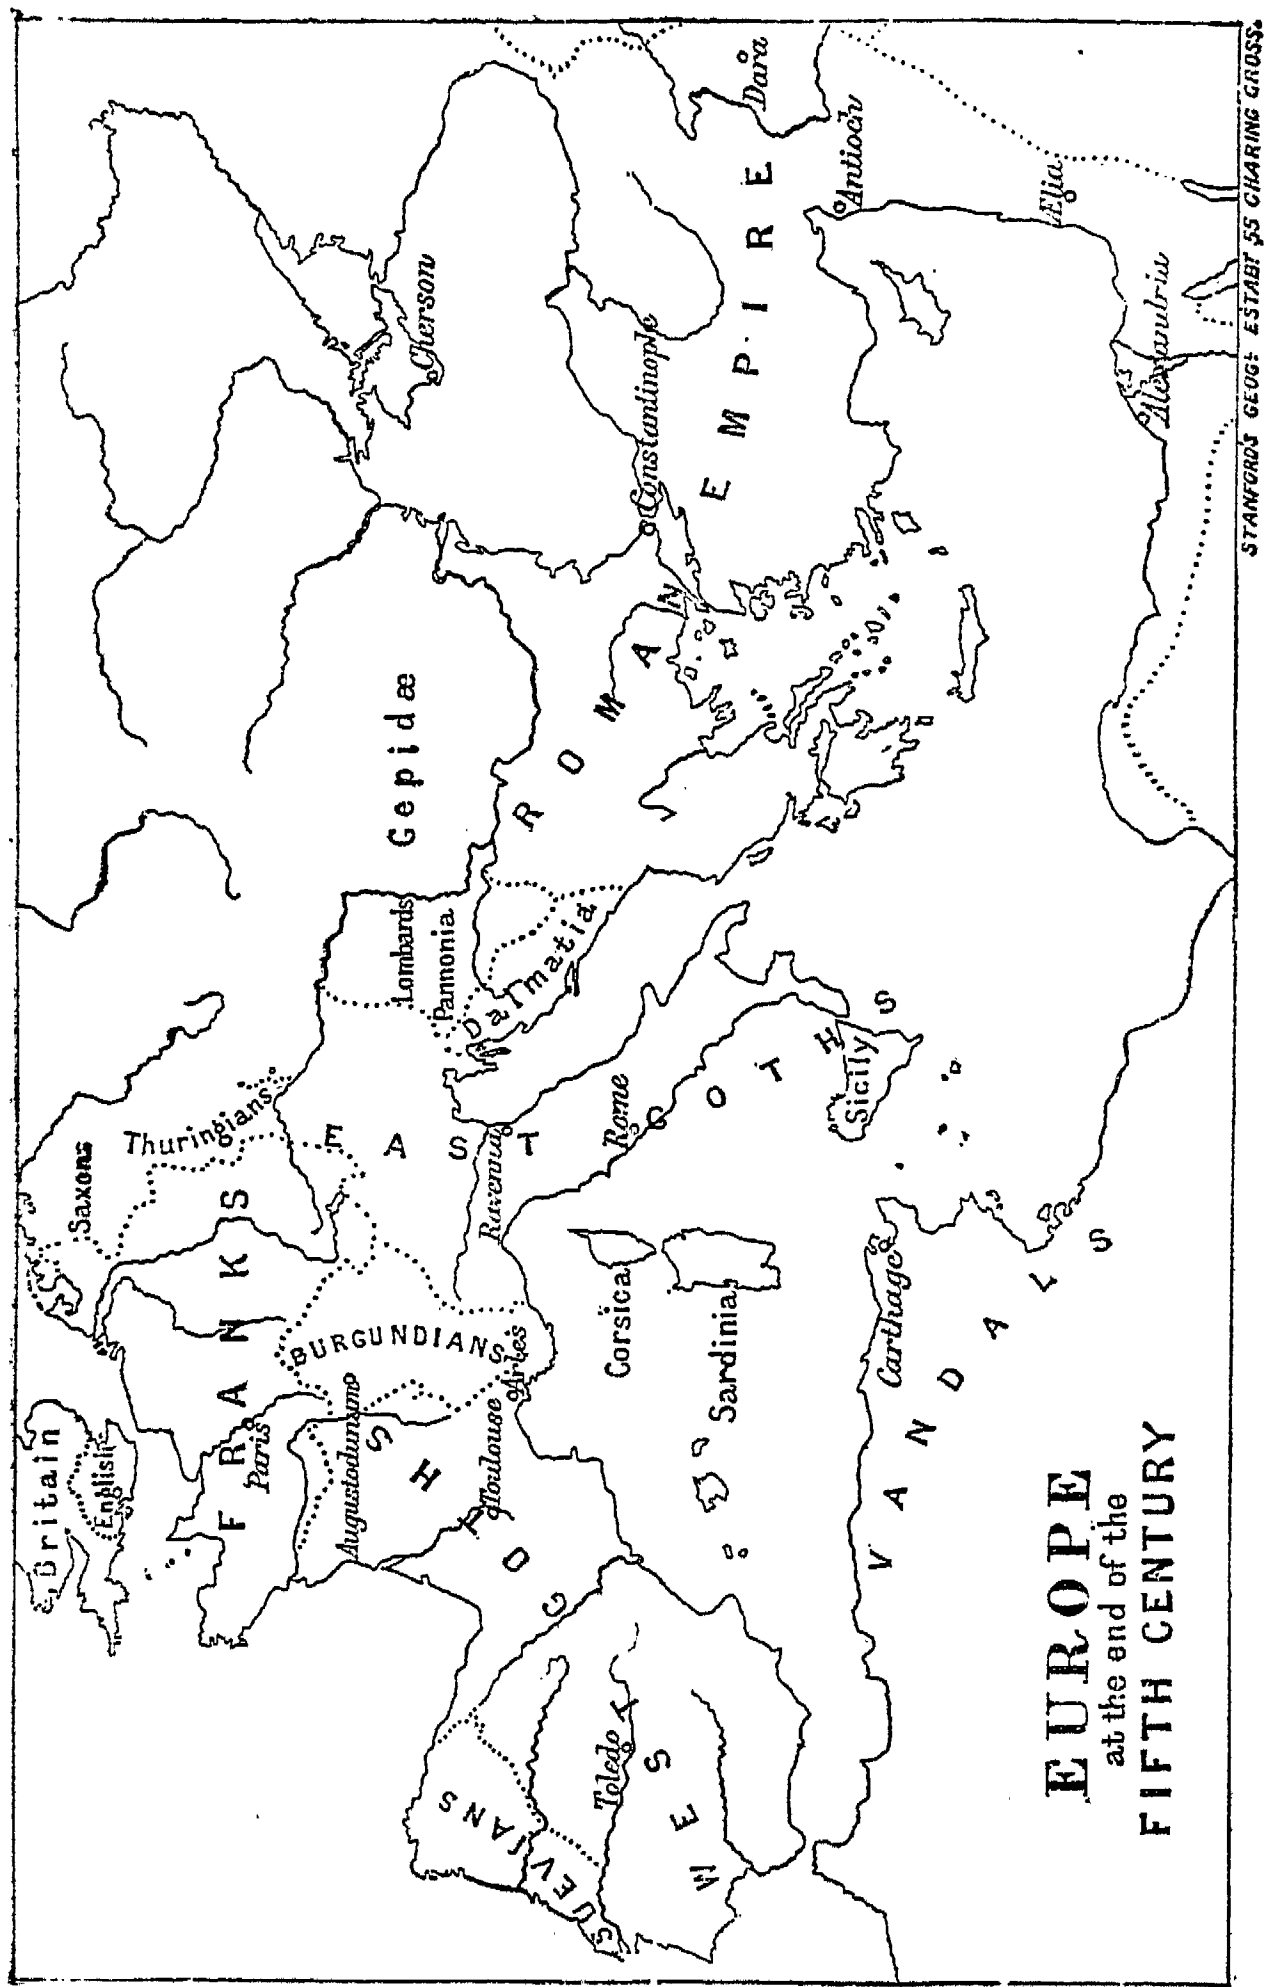 Britain
English
Saxons
Thuringians
FRANKS
Paris
BURGUNDIANS
Augustodunum
Arles
Toulouse
WEST GOTHS
SUEVIANS
Toledo
Lombards
Pannonia
Dalmatia
Gepidæ
Cherson
EAST GOTHS
Ravenna
Rome
Corsica
Sardinia
Sicily
ROMAN EMPIRE
Constantinople
Dara
Antioch
Ælia
Alexandria
Carthage
VANDALS
EUROPE
at the end of the
FIFTH CENTURY
STANFORDS GEOG: ESTABT 55 CHARING CROSS.